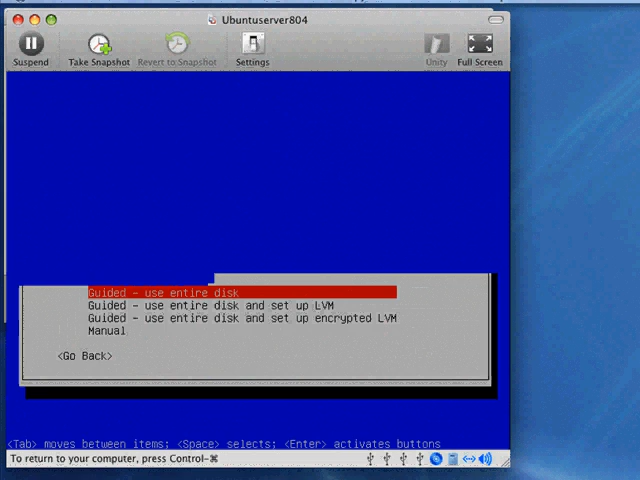 Ubuntuserver804
Suspend Take Snapshot Revert to Snapshot Settings Unity Full Screen
Guided - use entire disk
Guided - use entire disk and set up LVM
Guided - use entire disk and set up encrypted LVM
Manual
<Go Back>
<Tab> moves between items; <Space> selects; <Enter> activates buttons
To return to your computer, press Control-⌘